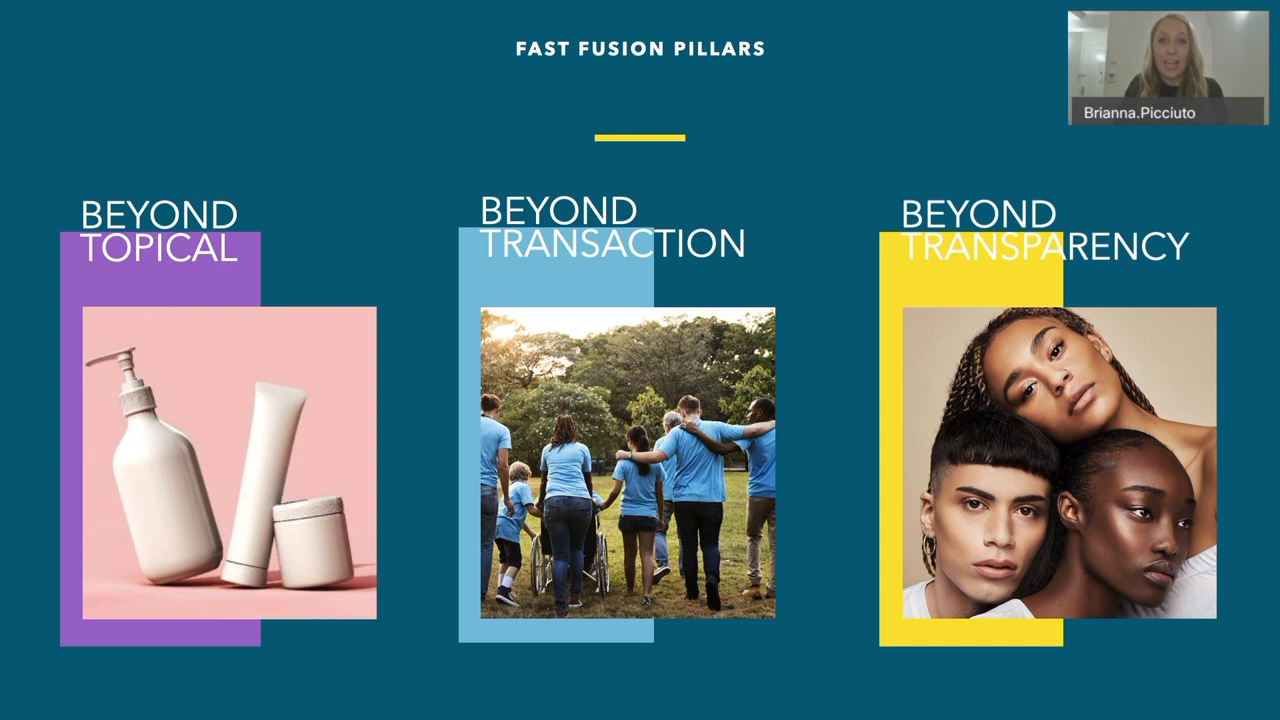 FAST FUSION PILLARS
Brianna.Picciuto
BEYOND
TOPICAL
BEYOND
TRANSACTION
BEYOND
TRANSPARENCY